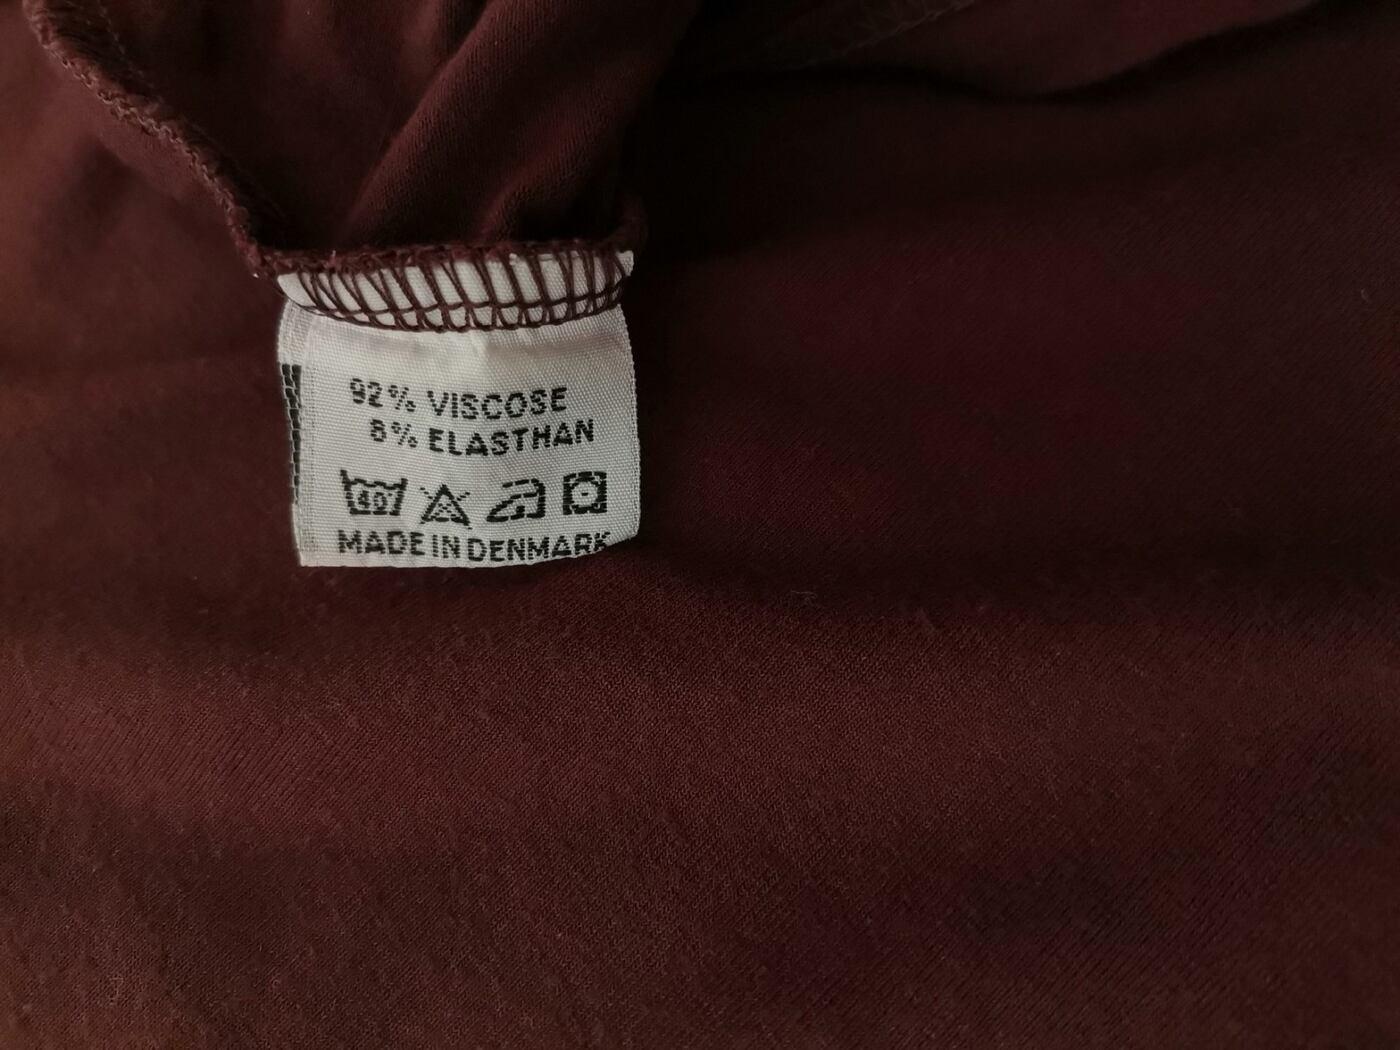 92% VISCOSE
8% ELASTHAN
40°
MADE IN DENMARK